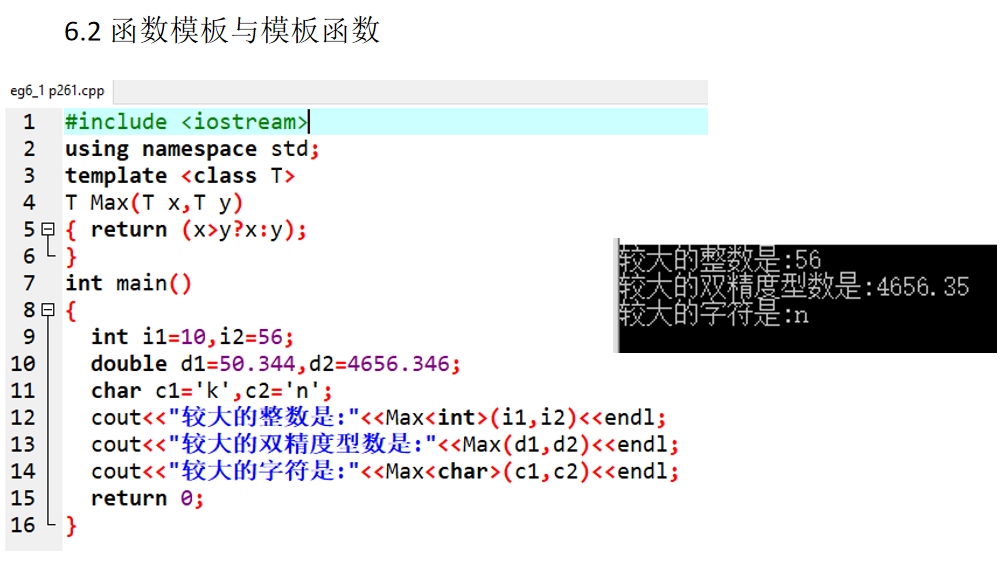 6.2 函数模板与模板函数
eg6_1 p261.cpp
1 #include <iostream>
2 using namespace std;
3 template <class T>
4 T Max(T x,T y)
5 { return (x>y?x:y);
6 }
7 int main()
8 {
9 int i1=10,i2=56;
10 double d1=50.344,d2=4656.346;
11 char c1='k',c2='n';
12 cout<<"较大的整数是:"<<Max<int>(i1,i2)<<endl;
13 cout<<"较大的双精度型数是:"<<Max(d1,d2)<<endl;
14 cout<<"较大的字符是:"<<Max<char>(c1,c2)<<endl;
15 return 0;
16 }
较大的整数是:56
较大的双精度型数是:4656.35
较大的字符是:n